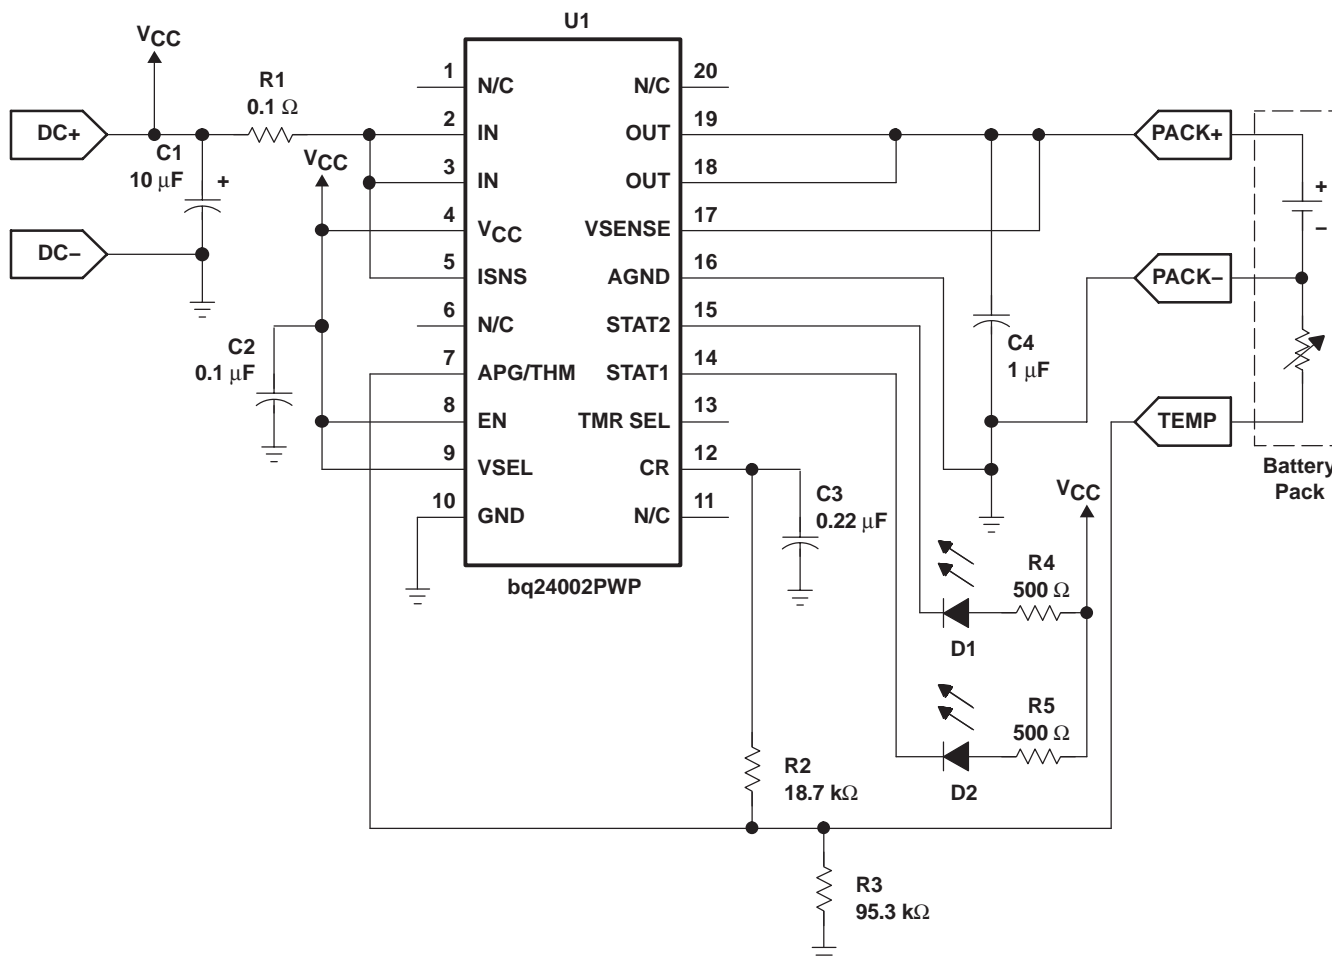 U1
VCC
R1
0.1 Ω
DC+
C1
10 μF
+
DC−
VCC
C2
0.1 μF
1
N/C
2
IN
3
IN
4
VCC
5
ISNS
6
N/C
7
APG/THM
8
EN
9
VSEL
10
GND
20
N/C
19
OUT
18
OUT
17
VSENSE
16
AGND
15
STAT2
14
STAT1
13
TMR SEL
12
CR
11
N/C
bq24002PWP
C3
0.22 μF
C4
1 μF
PACK+
PACK−
TEMP
+
−
Battery
Pack
VCC
R4
500 Ω
D1
R5
500 Ω
D2
R2
18.7 kΩ
R3
95.3 kΩ